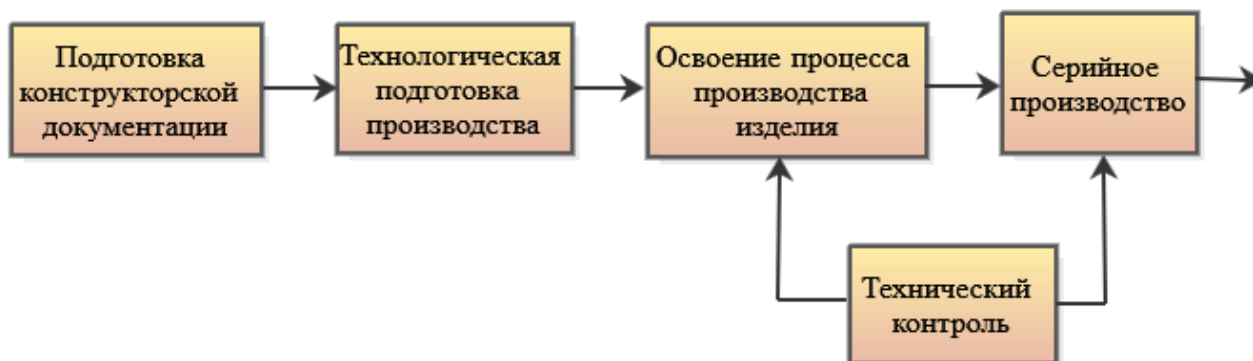 Подготовка
конструкторской
документации
Технологическая
подготовка
производства
Освоение процесса
производства
изделия
Серийное
производство
Технический
контроль